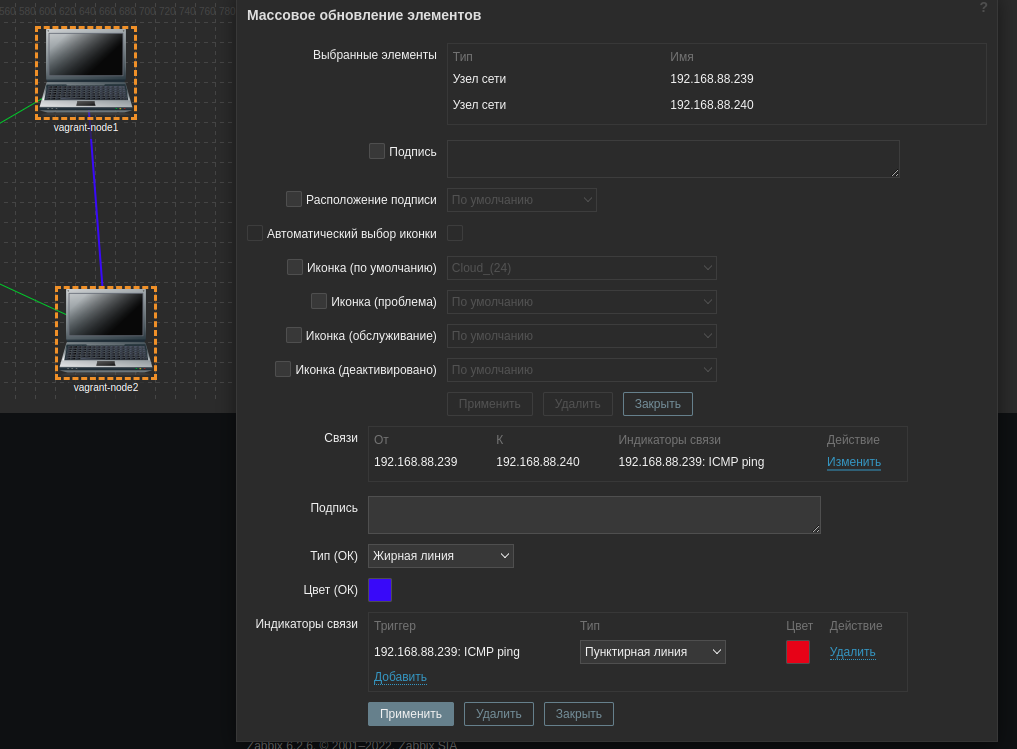 560 580 600 620 640 660 680 700 720 740 760 780
Массовое обновление элементов
?
Выбранные элементы
Тип Имя
Узел сети 192.168.88.239
Узел сети 192.168.88.240
vagrant-node1
Подпись
Расположение подписи По умолчанию
Автоматический выбор иконки
Иконка (по умолчанию) Cloud_(24)
Иконка (проблема) По умолчанию
Иконка (обслуживание) По умолчанию
Иконка (деактивировано) По умолчанию
vagrant-node2
Применить Удалить Закрыть
Связи
От К Индикаторы связи Действие
192.168.88.239 192.168.88.240 192.168.88.239: ICMP ping Изменить
Подпись
Тип (ОК) Жирная линия
Цвет (ОК)
Индикаторы связи
Триггер Тип Цвет Действие
192.168.88.239: ICMP ping Пунктирная линия Удалить
Добавить
Применить Удалить Закрыть
Zabbix 6.2.6. © 2001–2022, Zabbix SIA